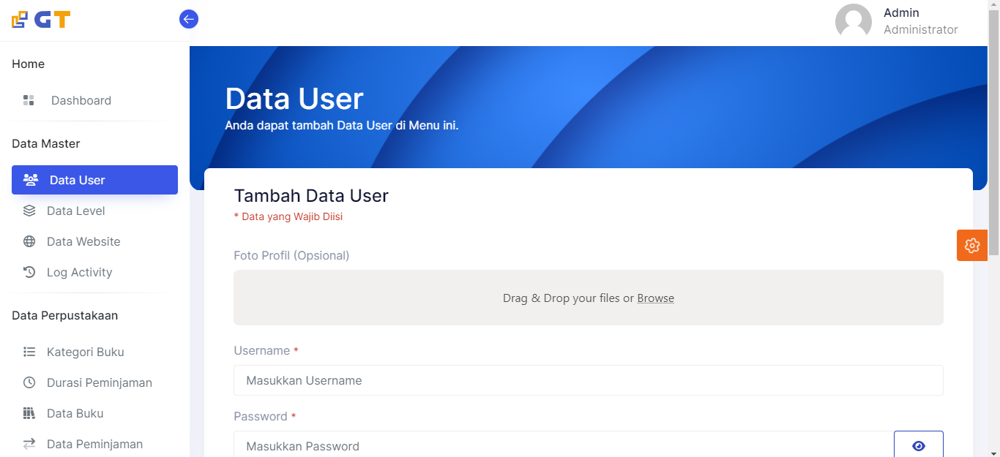 GT
Admin
Administrator
Home
Dashboard
Data Master
Data User
Data Level
Data Website
Log Activity
Data Perpustakaan
Kategori Buku
Durasi Peminjaman
Data Buku
Data Peminjaman
Data User
Anda dapat tambah Data User di Menu ini.
Tambah Data User
* Data yang Wajib Diisi
Foto Profil (Opsional)
Drag & Drop your files or Browse
Username *
Masukkan Username
Password *
Masukkan Password